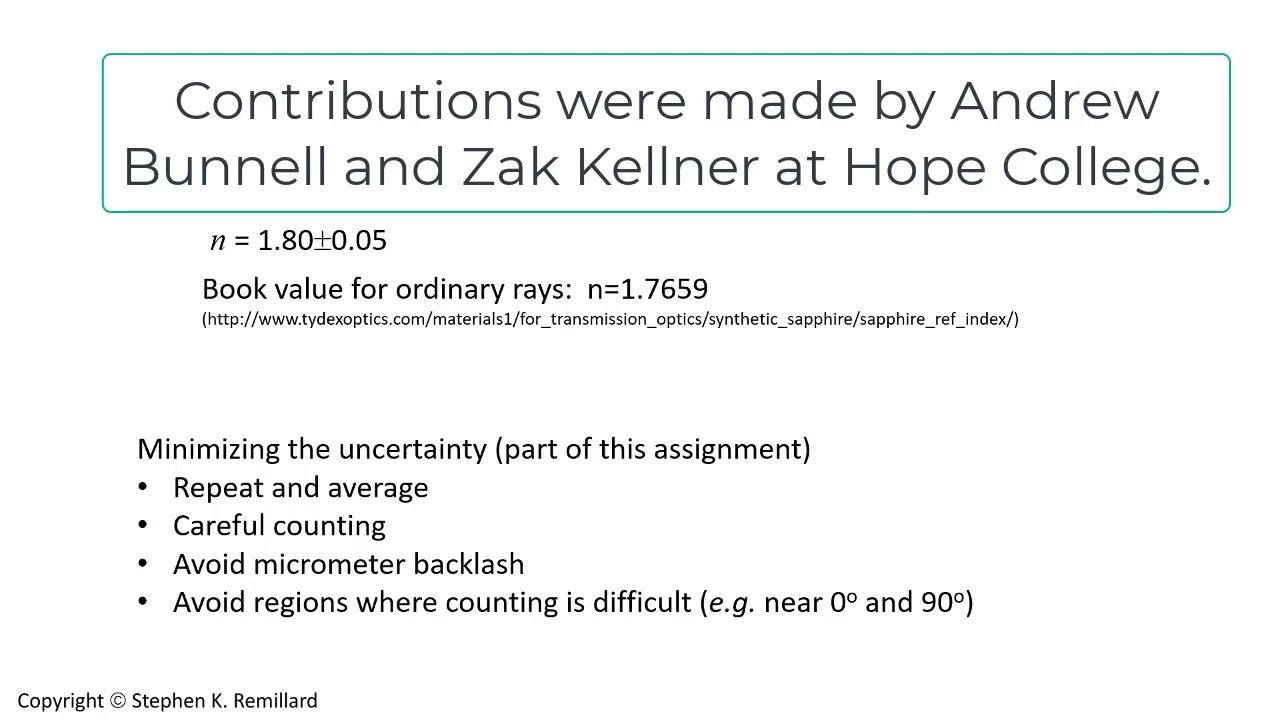 Contributions were made by Andrew
Bunnell and Zak Kellner at Hope College.
n = 1.80±0.05
Book value for ordinary rays:  n=1.7659
(http://www.tydexoptics.com/materials1/for_transmission_optics/synthetic_sapphire/sapphire_ref_index/)
Minimizing the uncertainty (part of this assignment)
• Repeat and average
• Careful counting
• Avoid micrometer backlash
• Avoid regions where counting is difficult (e.g. near 0º and 90º)
Copyright © Stephen K. Remillard